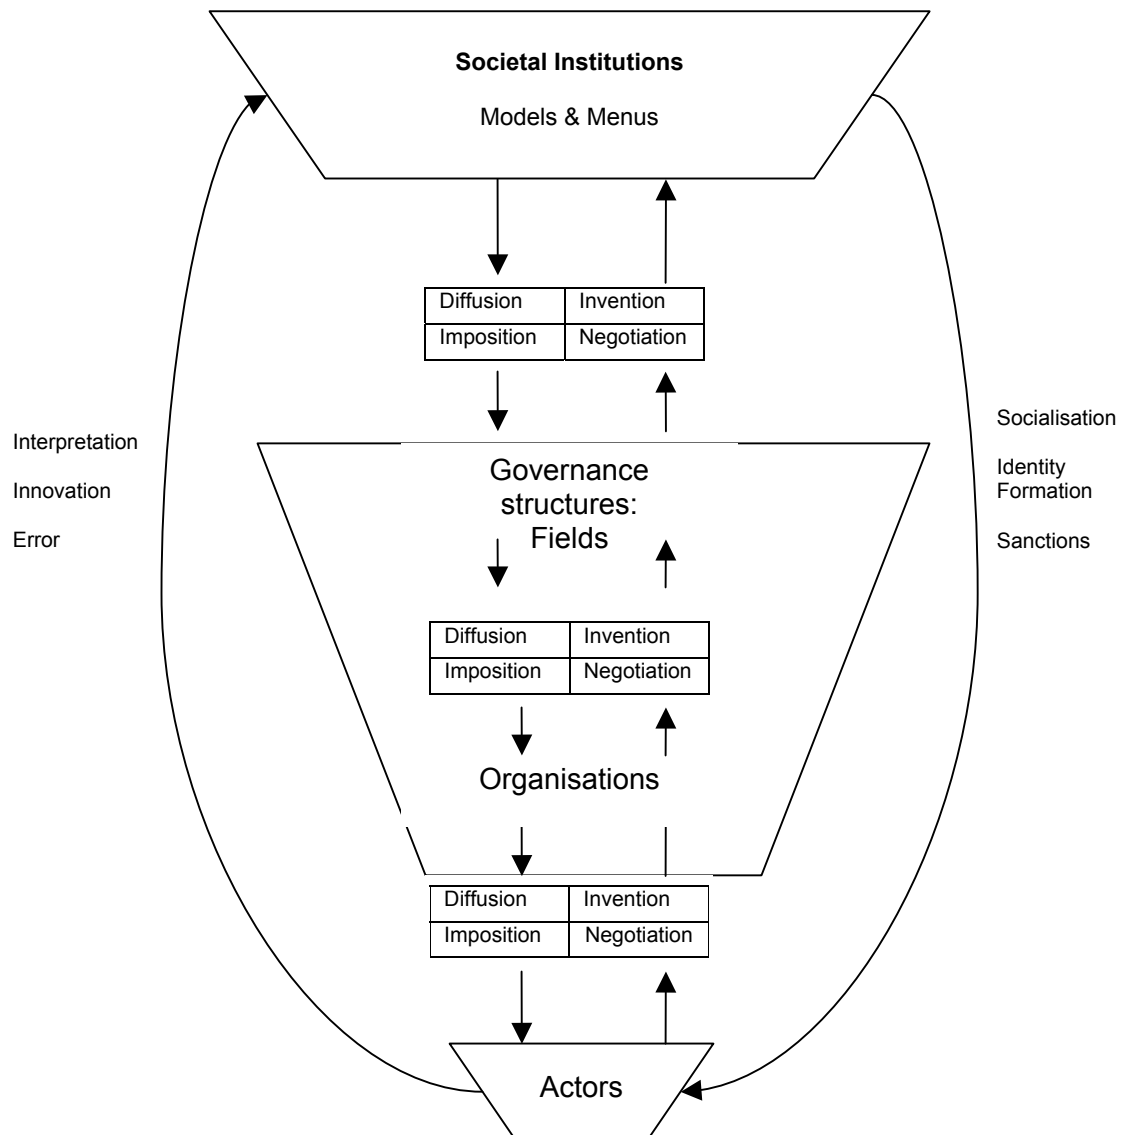 Societal Institutions
Models & Menus
Diffusion Invention
Imposition Negotiation
Interpretation
Innovation
Error
Socialisation
Identity
Formation
Sanctions
Governance
structures:
Fields
Diffusion Invention
Imposition Negotiation
Organisations
Diffusion Invention
Imposition Negotiation
Actors